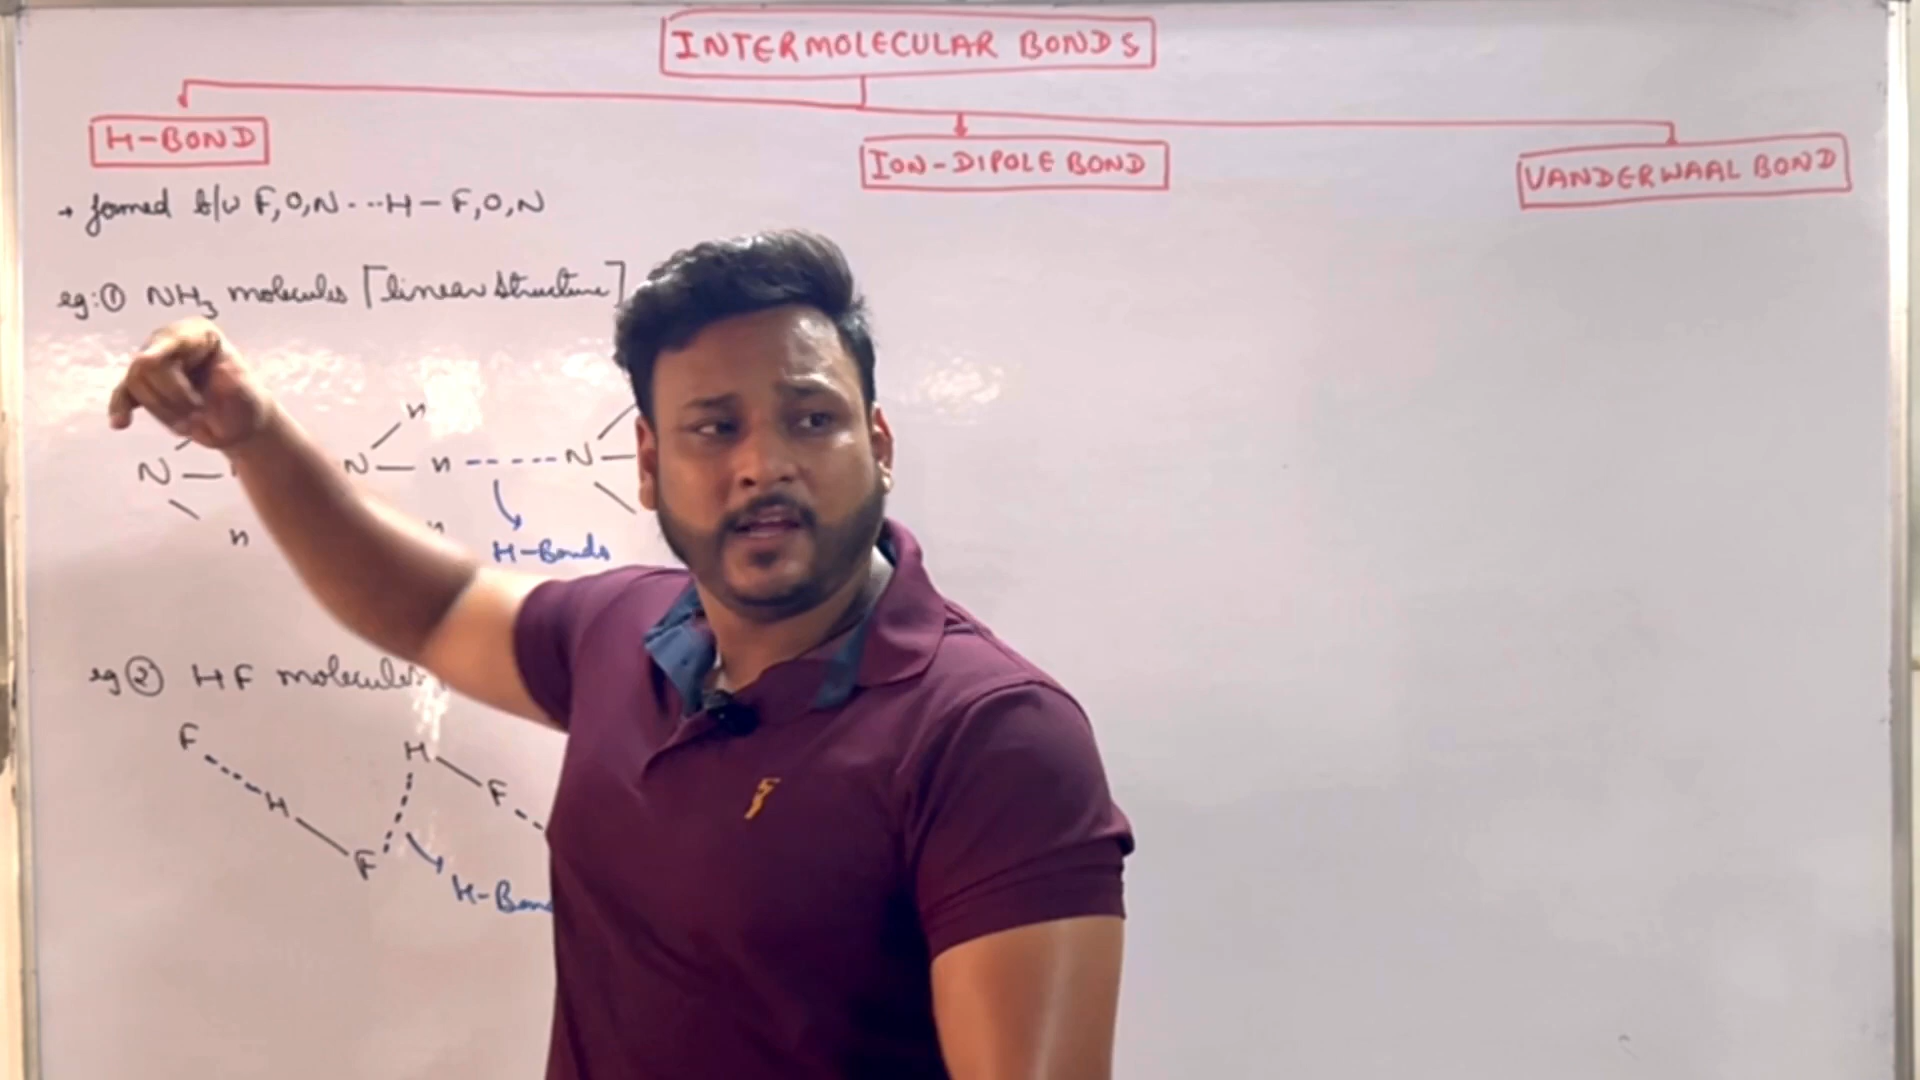 INTERMOLECULAR BONDS
H-BOND
ION-DIPOLE BOND
VANDERWAAL BOND
→ formed b/w F,O,N----H-F,O,N
eg:① NH3 molecules [linear structure]
H
N H N
N
H H
H-Bonds
eg ② HF molecules
F
H
H F
F
H-Bon